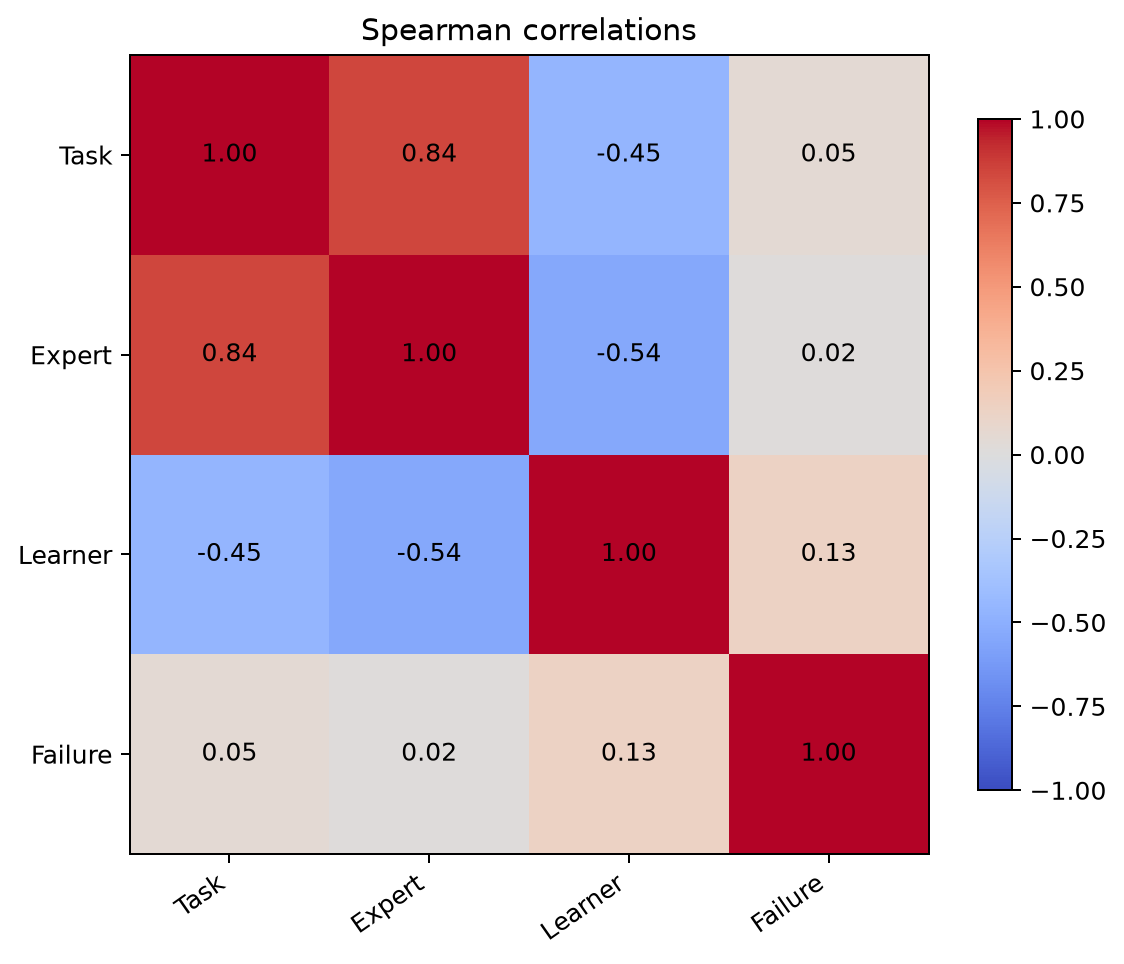 Spearman correlations
Task 1.00 0.84 -0.45 0.05
Expert 0.84 1.00 -0.54 0.02
Learner -0.45 -0.54 1.00 0.13
Failure 0.05 0.02 0.13 1.00
Task Expert Learner Failure
1.00
0.75
0.50
0.25
0.00
−0.25
−0.50
−0.75
−1.00